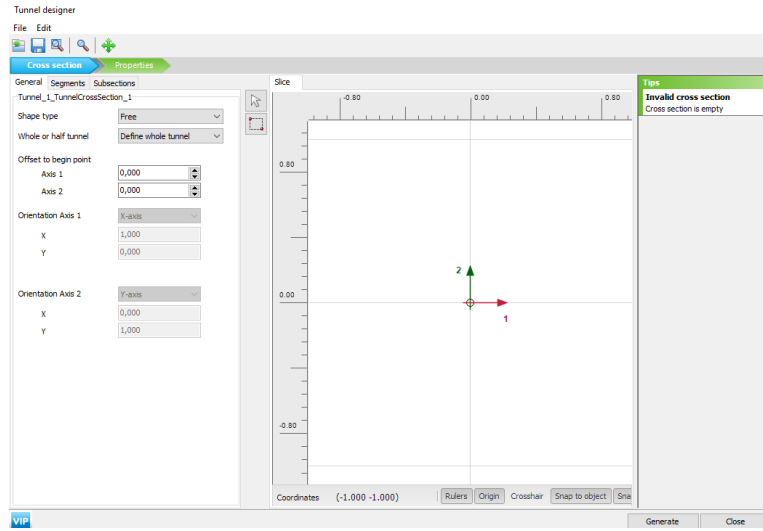 Tunnel designer
File Edit
Cross section Properties
General Segments Subsections
Tunnel_1_TunnelCrossSection_1
Shape type Free
Whole or half tunnel Define whole tunnel
Offset to begin point
Axis 1 0,000
Axis 2 0,000
Orientation Axis 1 X-axis
X 1,000
Y 0,000
Orientation Axis 2 Y-axis
X 0,000
Y 1,000
Slice
-0.80 0.00 0.80
0.80
0.00
-0.80
2
1
Coordinates (-1.000 -1.000) Rulers Origin Crosshair Snap to object Sna
Tips
Invalid cross section
Cross section is empty
VIP
Generate Close